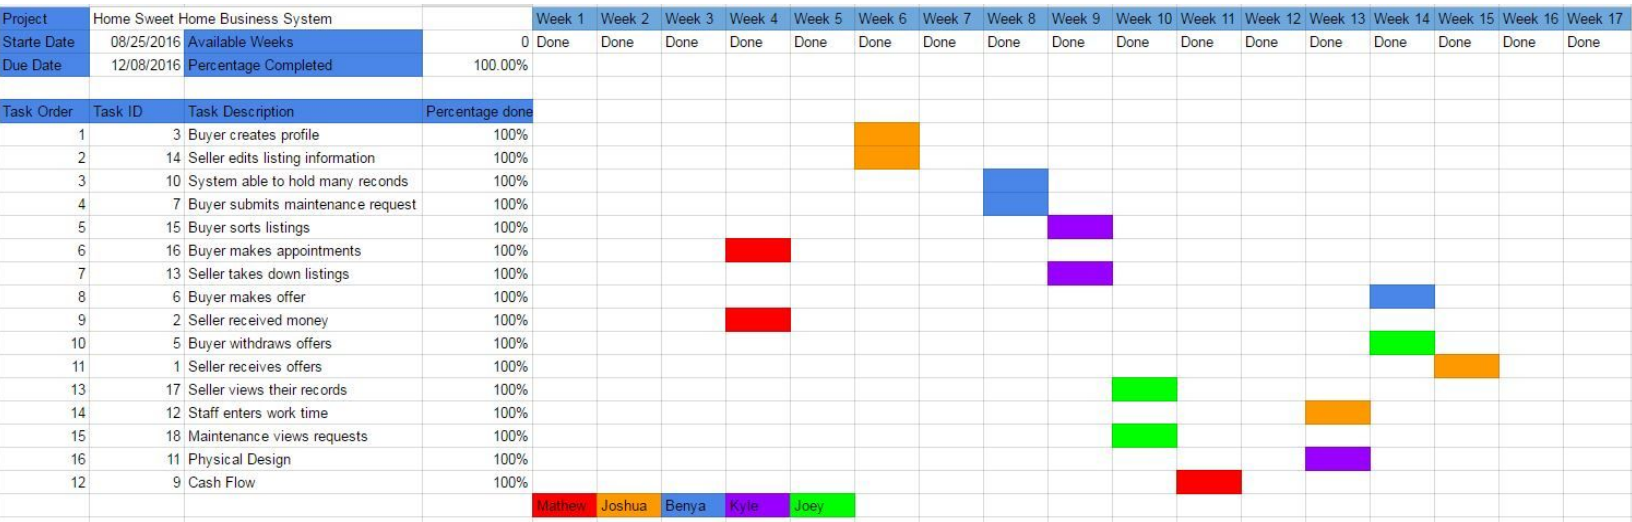 Project Home Sweet Home Business System Week 1 Week 2 Week 3 Week 4 Week 5 Week 6 Week 7 Week 8 Week 9 Week 10 Week 11 Week 12 Week 13 Week 14 Week 15 Week 16 Week 17
Starte Date 08/25/2016 Available Weeks 0 Done Done Done Done Done Done Done Done Done Done Done Done Done Done Done Done Done
Due Date 12/08/2016 Percentage Completed 100.00%
Task Order Task ID Task Description Percentage done
1 3 Buyer creates profile 100%
2 14 Seller edits listing information 100%
3 10 System able to hold many reconds 100%
4 7 Buyer submits maintenance request 100%
5 15 Buyer sorts listings 100%
6 16 Buyer makes appointments 100%
7 13 Seller takes down listings 100%
8 6 Buyer makes offer 100%
9 2 Seller received money 100%
10 5 Buyer withdraws offers 100%
11 1 Seller receives offers 100%
13 17 Seller views their records 100%
14 12 Staff enters work time 100%
15 18 Maintenance views requests 100%
16 11 Physical Design 100%
12 9 Cash Flow 100%
Mathew Joshua Benya Kyle Joey